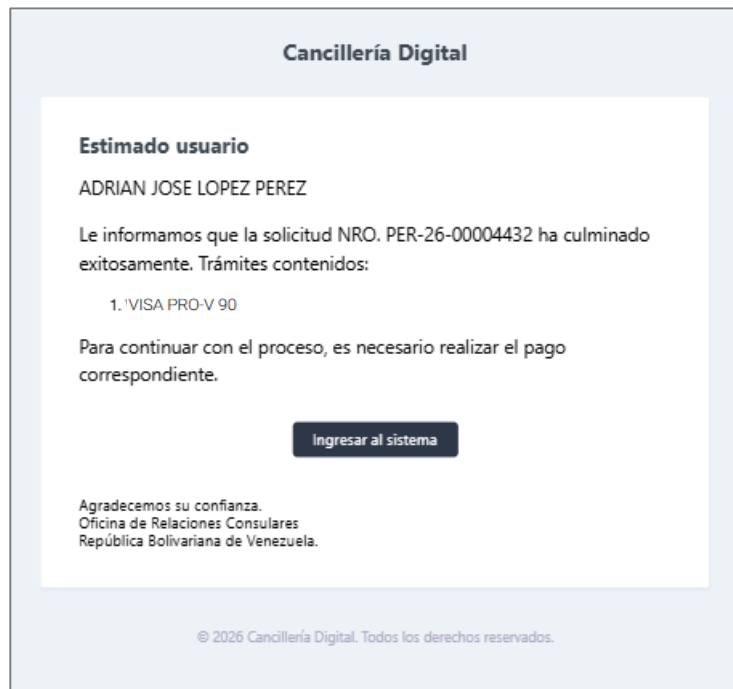 Cancillería Digital
Estimado usuario
ADRIAN JOSE LOPEZ PEREZ
Le informamos que la solicitud NRO. PER-26-00004432 ha culminado
exitosamente. Trámites contenidos:
1. 'VISA PRO-V 90
Para continuar con el proceso, es necesario realizar el pago
correspondiente.
Ingresar al sistema
Agradecemos su confianza.
Oficina de Relaciones Consulares
República Bolivariana de Venezuela.
© 2026 Cancillería Digital. Todos los derechos reservados.